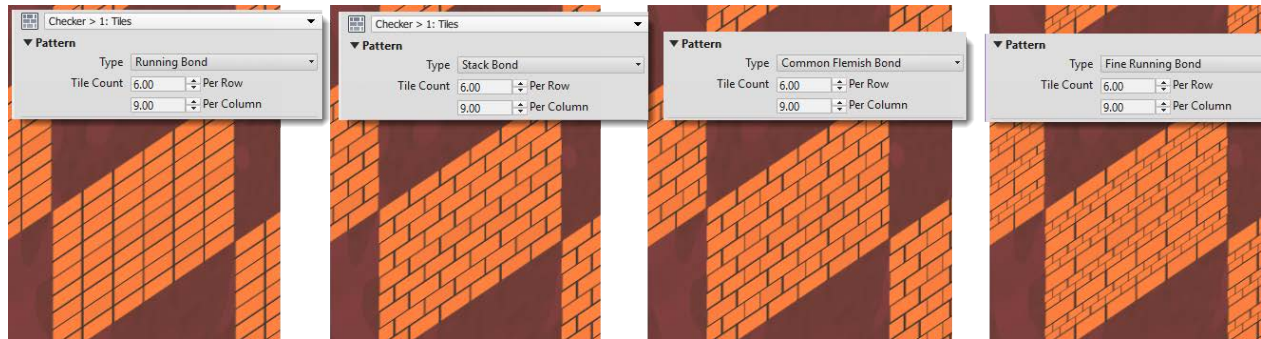 Checker > 1: Tiles
Pattern
Type Running Bond
Tile Count 6.00 Per Row
9.00 Per Column
Checker > 1: Tiles
Pattern
Type Stack Bond
Tile Count 6.00 Per Row
9.00 Per Column
Pattern
Type Common Flemish Bond
Tile Count 6.00 Per Row
9.00 Per Column
Pattern
Type Fine Running Bond
Tile Count 6.00 Per Row
9.00 Per Column